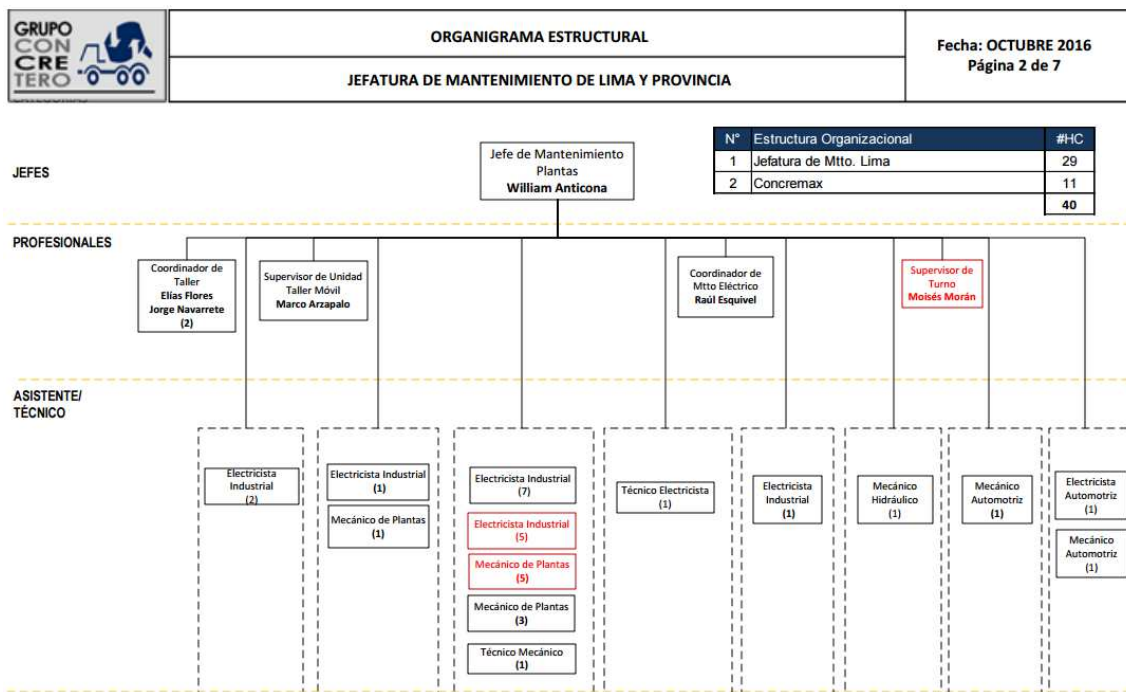 GRUPO
CON
CRE
TERO
ORGANIGRAMA ESTRUCTURAL
JEFATURA DE MANTENIMIENTO DE LIMA Y PROVINCIA
Fecha: OCTUBRE 2016
Página 2 de 7
CATEGORIAS
N° Estructura Organizacional #HC
1 Jefatura de Mtto. Lima 29
2 Concremax 11
40
JEFES
Jefe de Mantenimiento
Plantas
William Anticona
PROFESIONALES
Coordinador de
Taller
Elías Flores
Jorge Navarrete
(2)
Supervisor de Unidad
Taller Móvil
Marco Arzapalo
Coordinador de
Mtto Eléctrico
Raúl Esquivel
Supervisor de
Turno
Moisés Morán
ASISTENTE/
TÉCNICO
Electricista
Industrial
(2)
Electricista Industrial
(1)
Mecánico de Plantas
(1)
Electricista Industrial
(7)
Electricista Industrial
(5)
Mecánico de Plantas
(5)
Mecánico de Plantas
(3)
Técnico Mecánico
(1)
Técnico Electricista
(1)
Electricista
Industrial
(1)
Mecánico
Hidráulico
(1)
Mecánico
Automotriz
(1)
Electricista
Automotriz
(1)
Mecánico
Automotriz
(1)